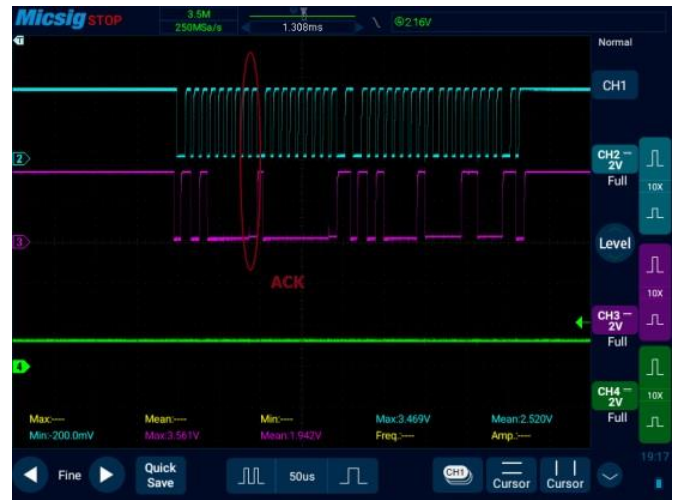 Micsig STOP 3.5M 250MSa/s 1.308ms 2.16V
T
Normal
CH1
2
CH2
2V
Full
10X
3
Level
ACK
10X
CH3
2V
Full
4
CH4
2V
Full
10X
Max:---- Mean:---- Min:---- Max:3.469V Mean:2.520V
Min:-200.0mV Max:3.561V Mean:1.942V Freq.:---- Amp.:----
19:17
Fine Quick Save 50us CH1 Cursor Cursor